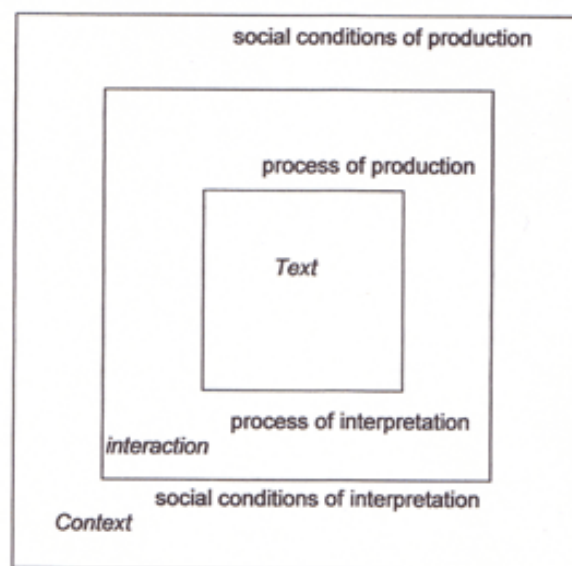 social conditions of production
process of production
Text
process of interpretation
interaction
social conditions of interpretation
Context